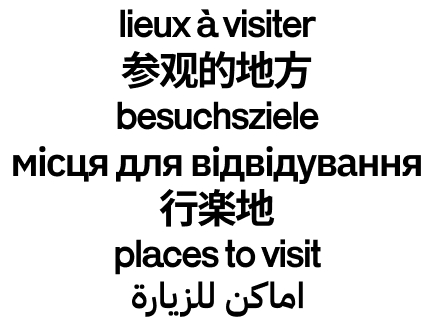 lieux à visiter
参观的地方
besuchsziele
місця для відвідування
行楽地
places to visit
اماكن للزيارة